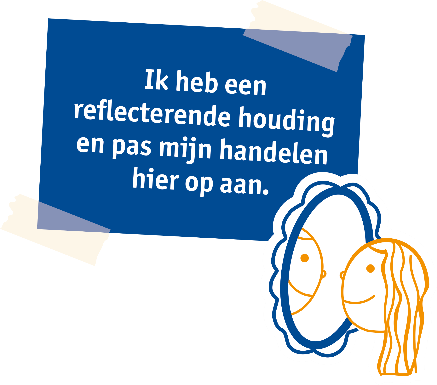 Ik heb een
reflecterende houding
en pas mijn handelen
hier op aan.